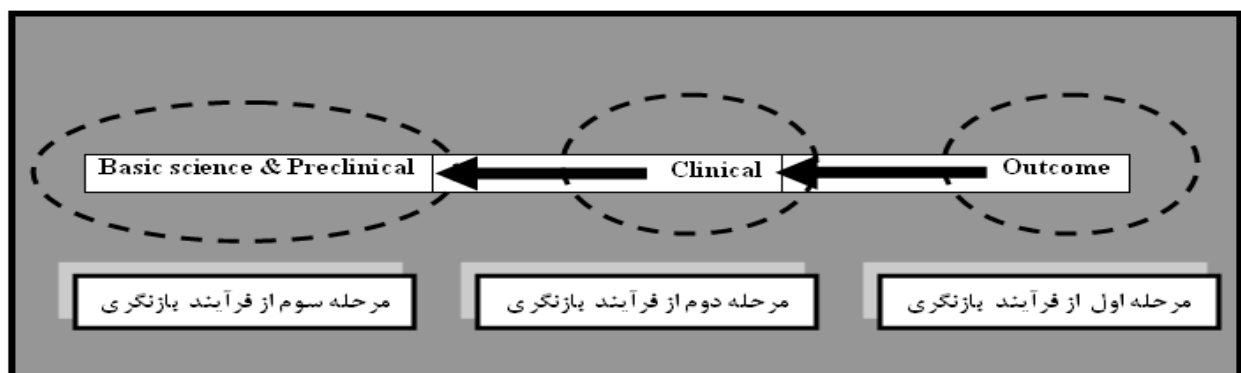 Basic science & Preclinical
Clinical
Outcome
مرحله اول از فرآیند بازنگری
مرحله دوم از فرآیند بازنگری
مرحله سوم از فرآیند بازنگری